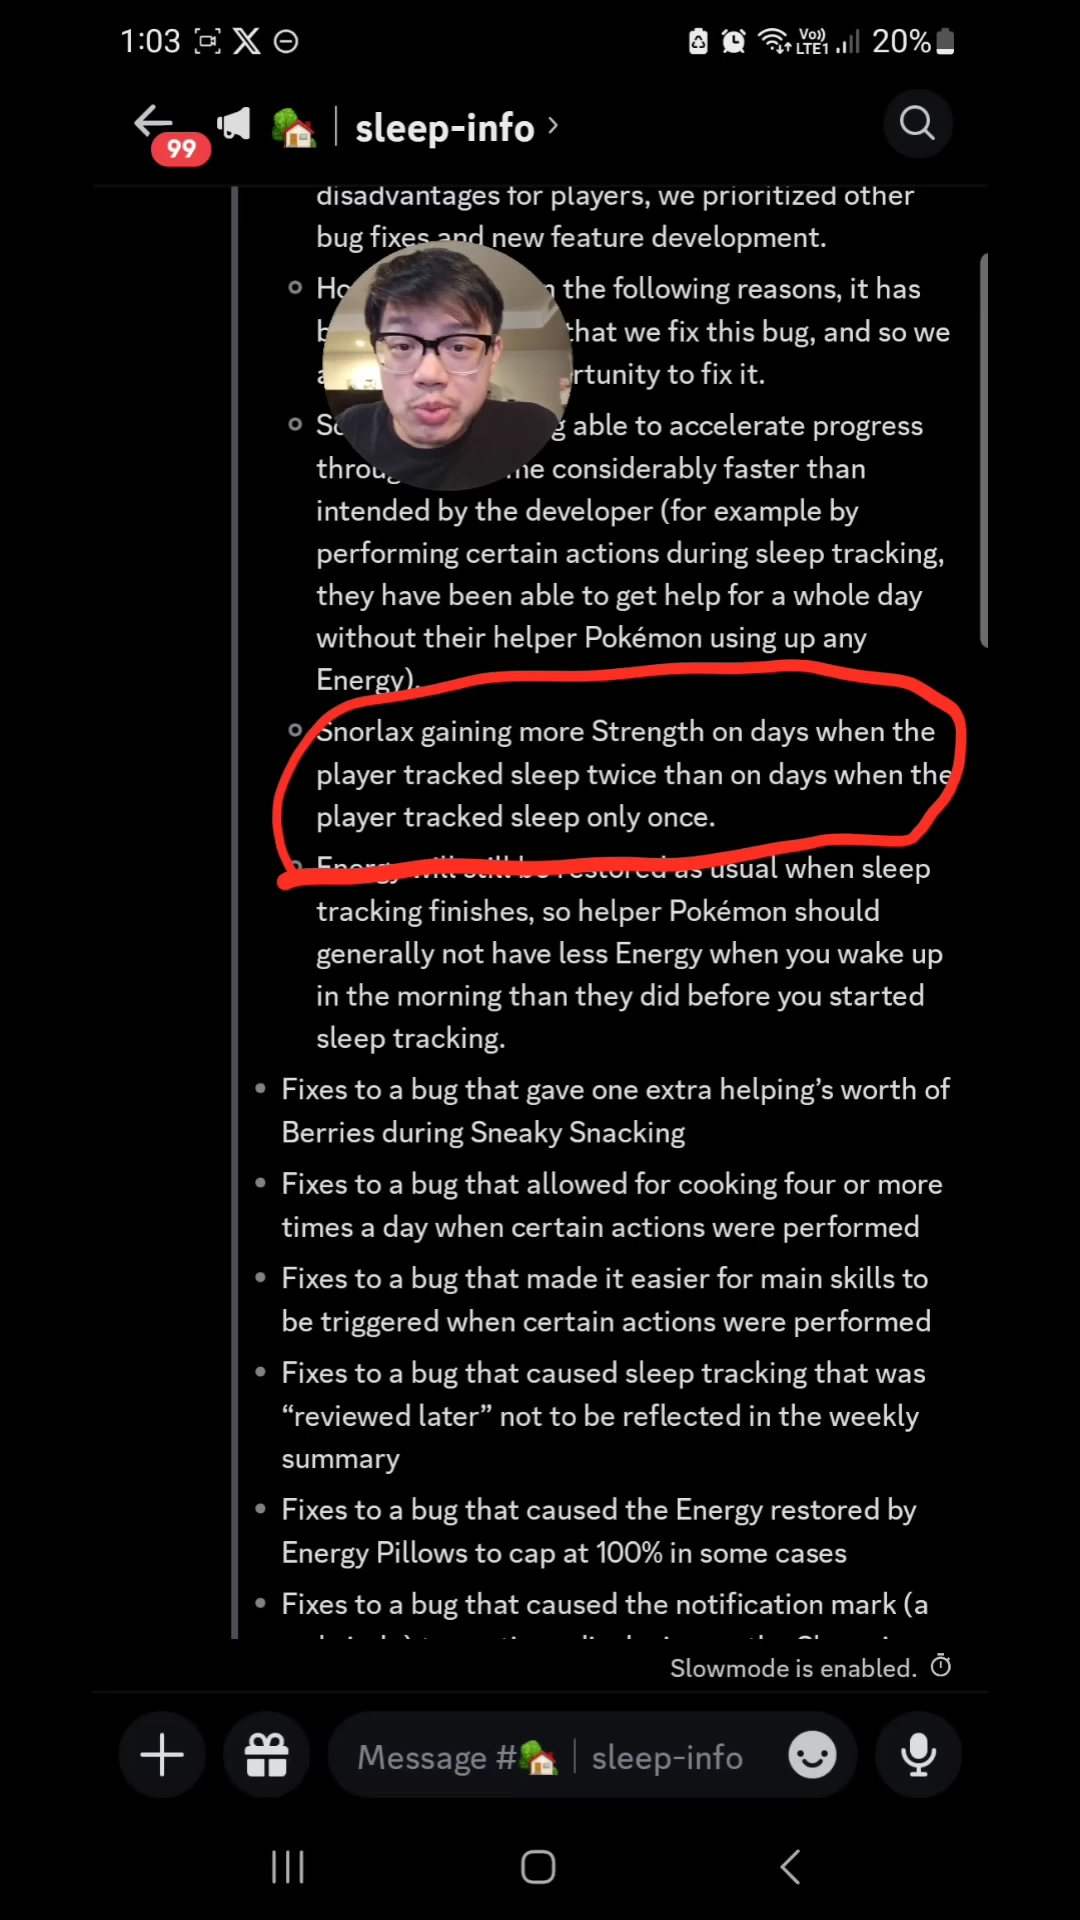 1:03
Vo))
LTE1
20%
99
sleep-info
disadvantages for players, we prioritized other
bug fixes and new feature development.
the following reasons, it has
that we fix this bug, and so we
to fix it.
able to accelerate progress
considerably faster than
intended by the developer (for example by
performing certain actions during sleep tracking,
they have been able to get help for a whole day
without their helper Pokémon using up any
Energy).
Snorlax gaining more Strength on days when the
player tracked sleep twice than on days when the
player tracked sleep only once.
Energy will still be restored as usual when sleep
tracking finishes, so helper Pokémon should
generally not have less Energy when you wake up
in the morning than they did before you started
sleep tracking.
Fixes to a bug that gave one extra helping’s worth of
Berries during Sneaky Snacking
Fixes to a bug that allowed for cooking four or more
times a day when certain actions were performed
Fixes to a bug that made it easier for main skills to
be triggered when certain actions were performed
Fixes to a bug that caused sleep tracking that was
“reviewed later” not to be reflected in the weekly
summary
Fixes to a bug that caused the Energy restored by
Energy Pillows to cap at 100% in some cases
Fixes to a bug that caused the notification mark (a
Slowmode is enabled.
Message # | sleep-info